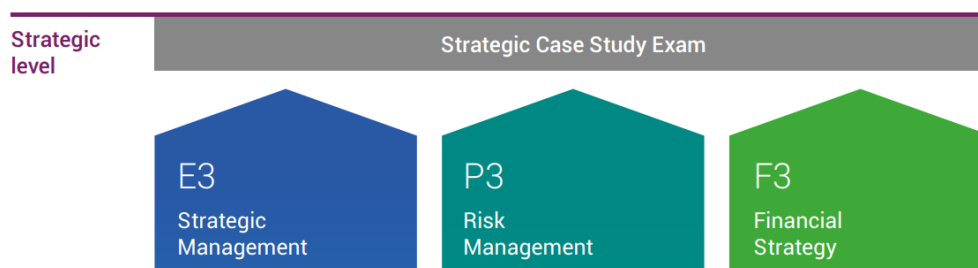 Strategic
level
Strategic Case Study Exam
E3
Strategic
Management
P3
Risk
Management
F3
Financial
Strategy